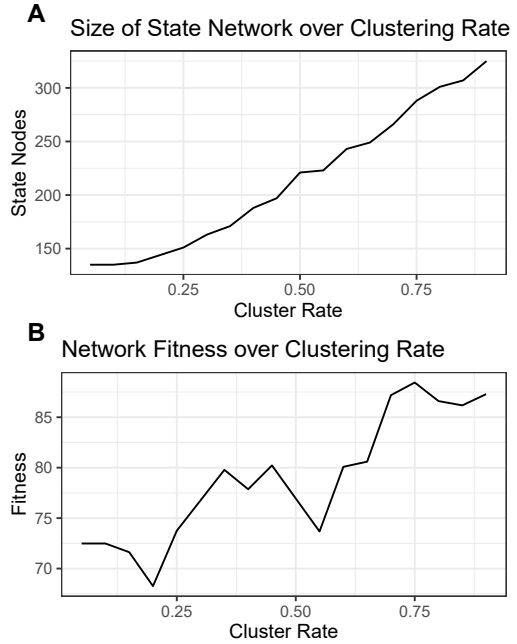 A
Size of State Network over Clustering Rate
State Nodes
300
250
200
150
0.25 0.50 0.75
Cluster Rate
B
Network Fitness over Clustering Rate
Fitness
85
80
75
70
0.25 0.50 0.75
Cluster Rate